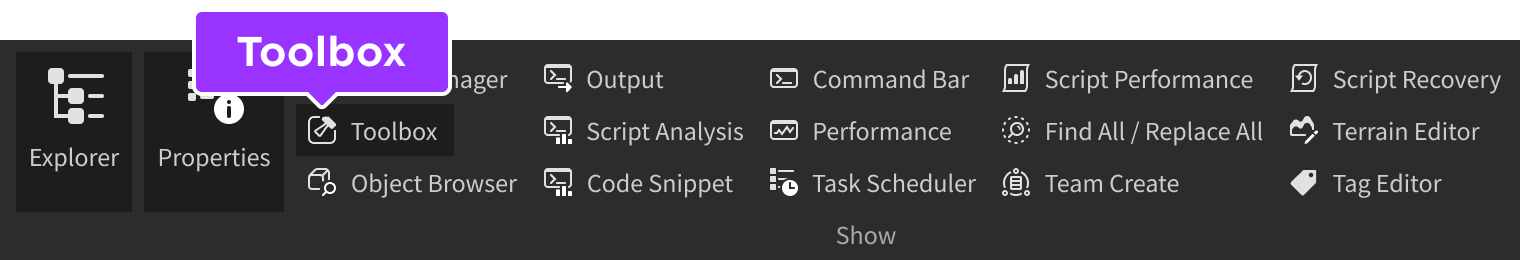 Toolbox
Explorer
Properties
Toolbox
Object Browser
Output
Script Analysis
Code Snippet
Command Bar
Performance
Task Scheduler
Script Performance
Find All / Replace All
Team Create
Script Recovery
Terrain Editor
Tag Editor
Show